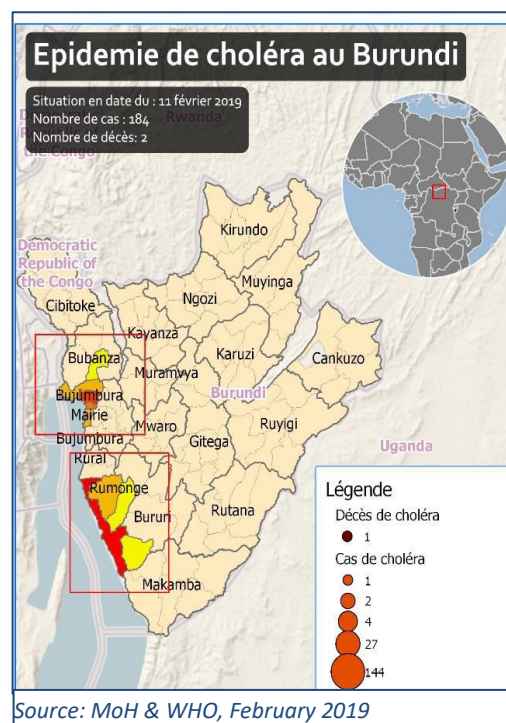 Epidemie de choléra au Burundi
Situation en date du : 11 février 2019
Nombre de cas : 184
Nombre de décès: 2
Rwanda
Democratic
Republic of
the Congo
the Congo
Kirundo
Muyinga
Ngozi
Cibitoke
Kayanza
Bubanza
Karuzi
Cankuzo
Muramvya
Burundi
Bujumbura
Mairie
Mwaro
Ruyigi
Bujumbura
Rural
Gitega
Uganda
Rumonge
Rutana
Bururi
Makamba
Légende
Décès de choléra
1
Cas de choléra
1
2
4
27
144
Source: MoH & WHO, February 2019